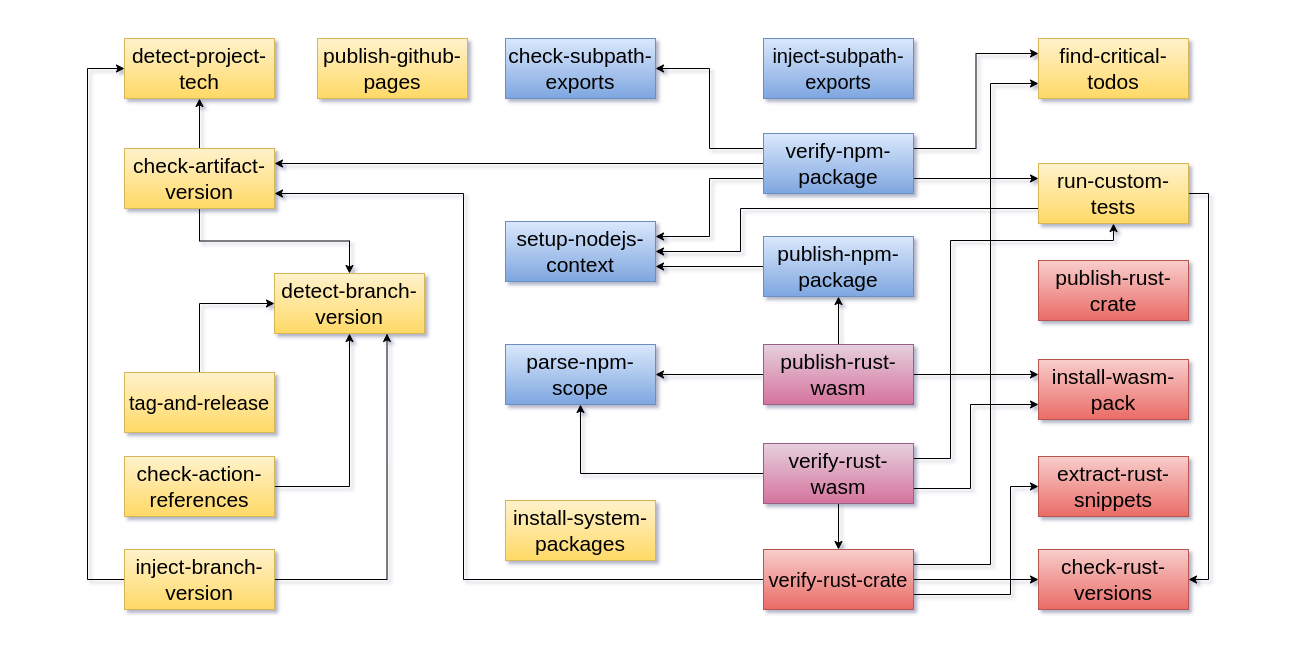 detect-project-
tech
publish-github-
pages
check-subpath-
exports
inject-subpath-
exports
find-critical-
todos
check-artifact-
version
verify-npm-
package
run-custom-
tests
setup-nodejs-
context
publish-npm-
package
detect-branch-
version
publish-rust-
crate
parse-npm-
scope
publish-rust-
wasm
install-wasm-
pack
tag-and-release
check-action-
references
verify-rust-
wasm
extract-rust-
snippets
install-system-
packages
inject-branch-
version
verify-rust-crate
check-rust-
versions